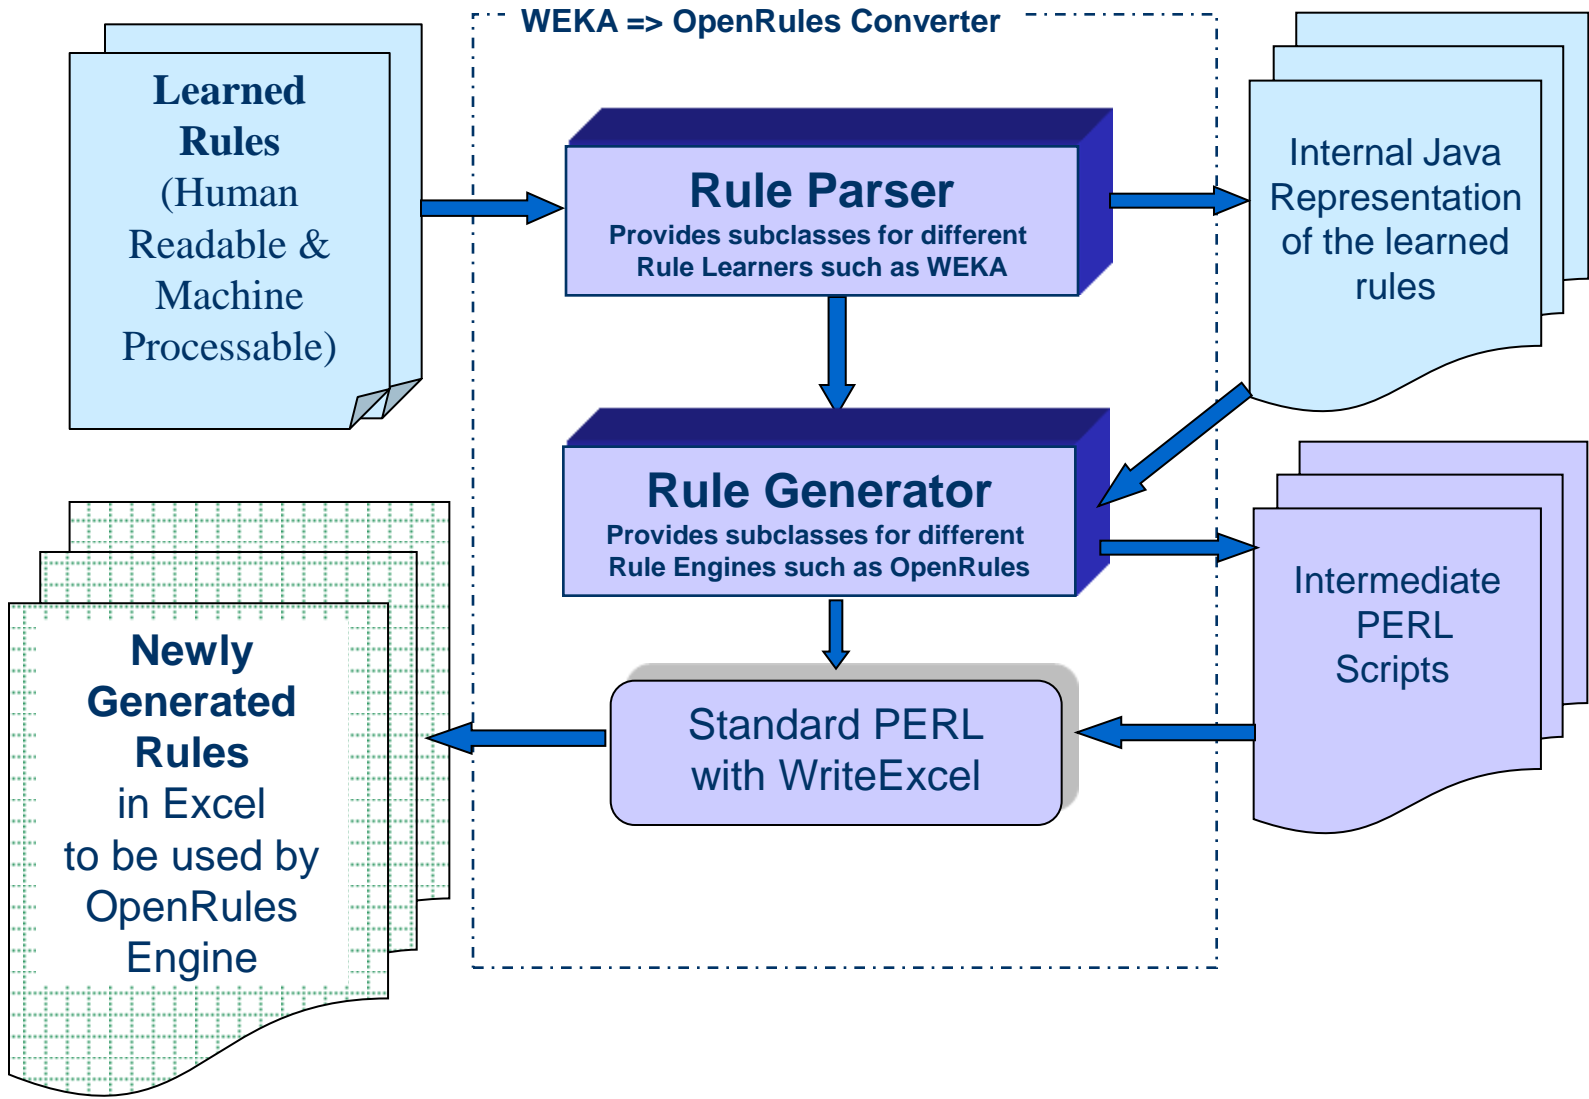 WEKA => OpenRules Converter
Learned
Rules
(Human
Readable &
Machine
Processable)
Rule Parser
Provides subclasses for different
Rule Learners such as WEKA
Internal Java
Representation
of the learned
rules
Rule Generator
Provides subclasses for different
Rule Engines such as OpenRules
Intermediate
PERL
Scripts
Standard PERL
with WriteExcel
Newly
Generated
Rules
in Excel
to be used by
OpenRules
Engine